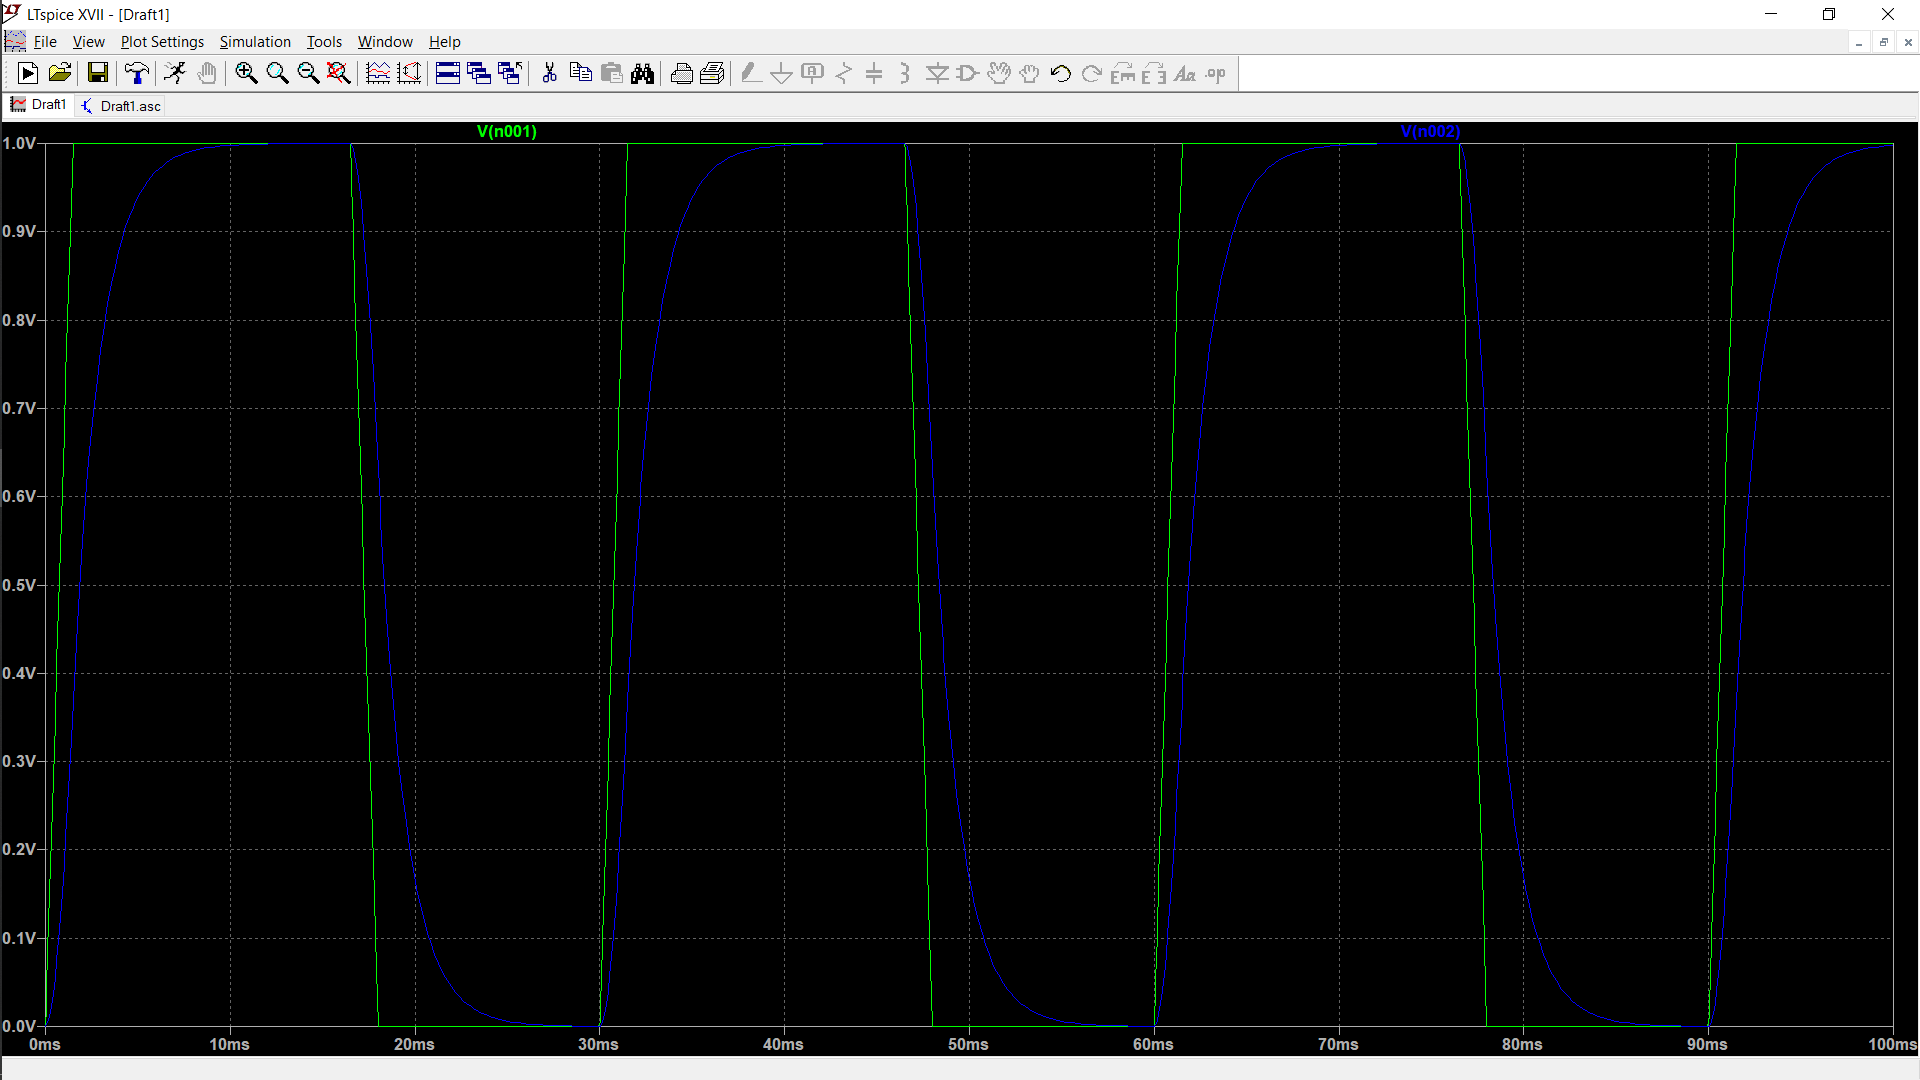 LTspice XVII - [Draft1]
File View Plot Settings Simulation Tools Window Help
Aa .op
Draft1 Draft1.asc
V(n001) V(n002)
1.0V
0.9V
0.8V
0.7V
0.6V
0.5V
0.4V
0.3V
0.2V
0.1V
0.0V
0ms 10ms 20ms 30ms 40ms 50ms 60ms 70ms 80ms 90ms 100ms